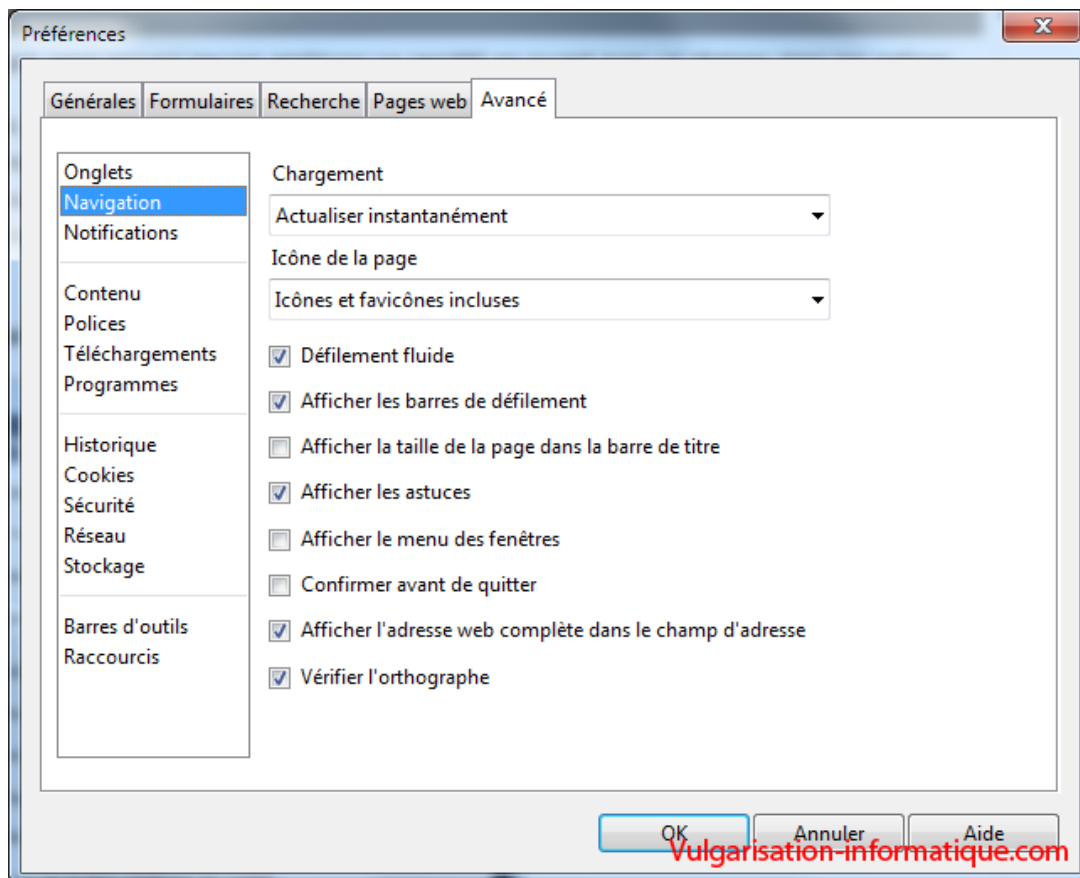 Préférences
Générales Formulaires Recherche Pages web Avancé
Onglets
Navigation
Notifications
Contenu
Polices
Téléchargements
Programmes
Historique
Cookies
Sécurité
Réseau
Stockage
Barres d'outils
Raccourcis
Chargement
Actualiser instantanément
Icône de la page
Icônes et favicônes incluses
Défilement fluide
Afficher les barres de défilement
Afficher la taille de la page dans la barre de titre
Afficher les astuces
Afficher le menu des fenêtres
Confirmer avant de quitter
Afficher l'adresse web complète dans le champ d'adresse
Vérifier l'orthographe
OK Annuler Aide
Vulgarisation-informatique.com